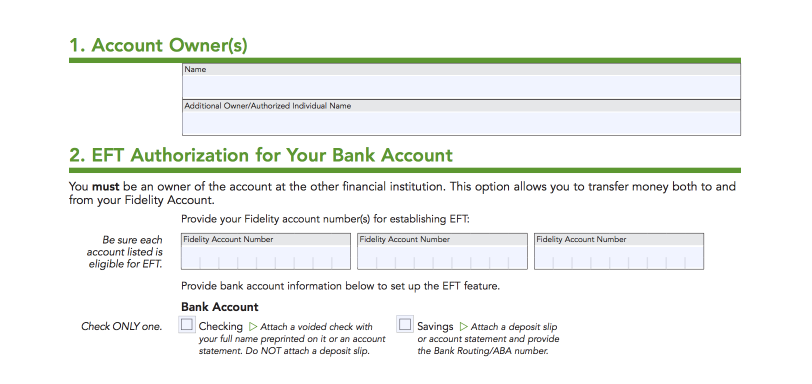 1. Account Owner(s)
Name
Additional Owner/Authorized Individual Name
2. EFT Authorization for Your Bank Account
You must be an owner of the account at the other financial institution. This option allows you to transfer money both to and
from your Fidelity Account.
Provide your Fidelity account number(s) for establishing EFT:
Be sure each
account listed is
eligible for EFT.
Fidelity Account Number
Fidelity Account Number
Fidelity Account Number
Provide bank account information below to set up the EFT feature.
Bank Account
Check ONLY one.
Checking ▷ Attach a voided check with
your full name preprinted on it or an account
statement. Do NOT attach a deposit slip.
Savings ▷ Attach a deposit slip
or account statement and provide
the Bank Routing/ABA number.